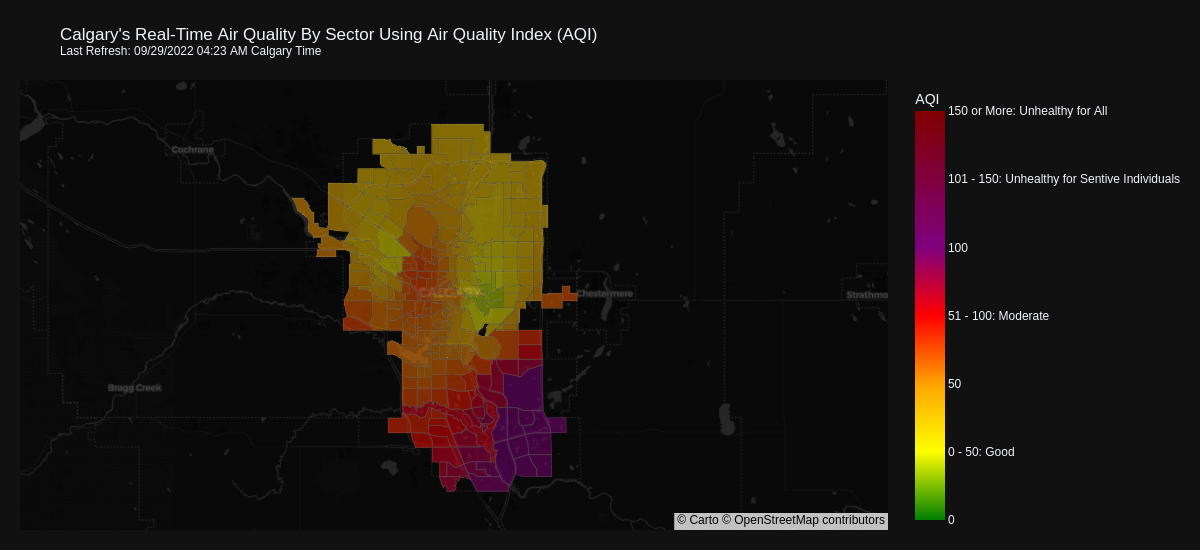 Calgary's Real-Time Air Quality By Sector Using Air Quality Index (AQI)
Last Refresh: 09/29/2022 04:23 AM Calgary Time
AQI
150 or More: Unhealthy for All
Cochrane
101 - 150: Unhealthy for Sentive Individuals
100
CALGARY
Chestermere
Strathmo
51 - 100: Moderate
Bragg Creek
50
0 - 50: Good
© Carto © OpenStreetMap contributors
0